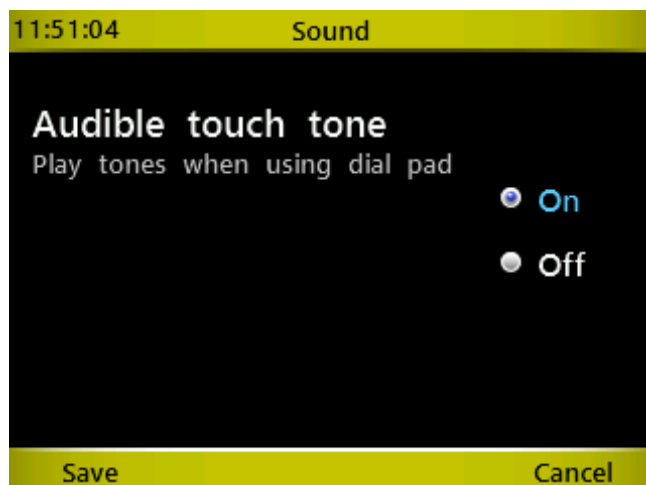 11:51:04 Sound
Audible touch tone
Play tones when using dial pad
On
Off
Save Cancel